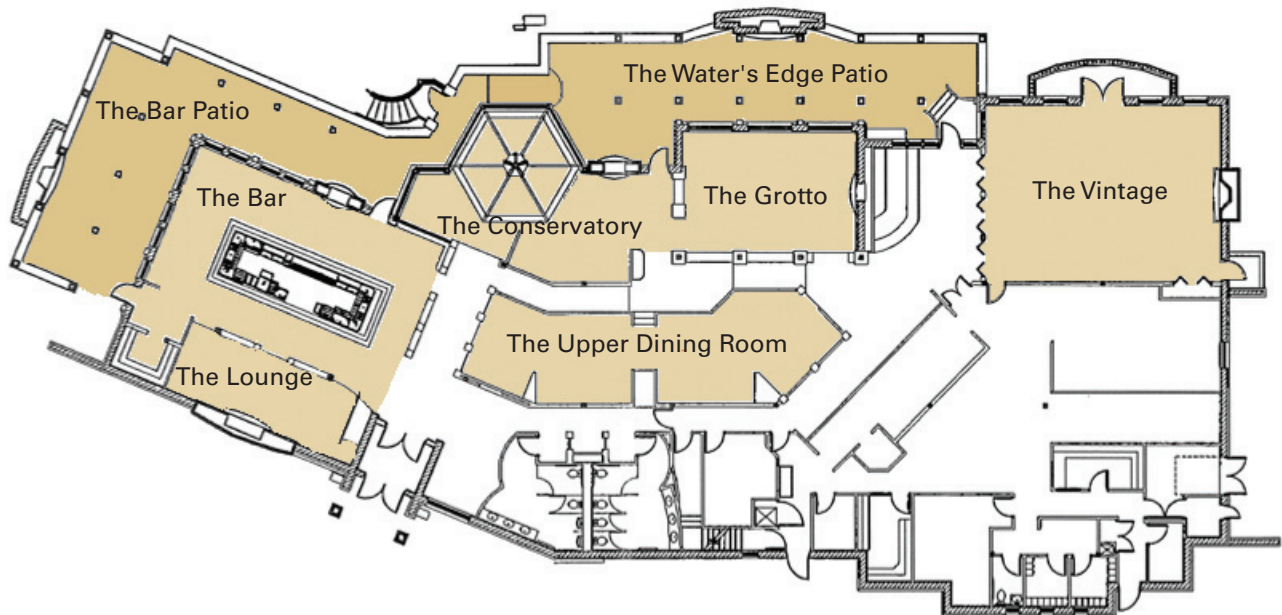 The Water's Edge Patio
The Bar Patio
The Bar
The Grotto
The Vintage
The Conservatory
The Upper Dining Room
The Lounge